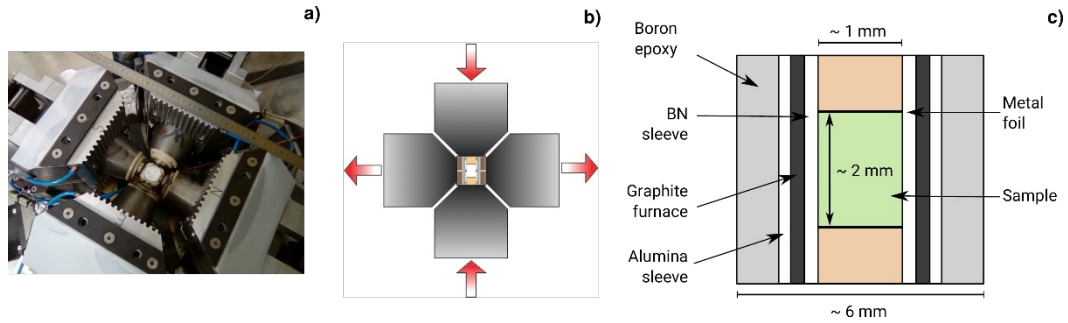 a)
b)
c)
Boron
epoxy
~ 1 mm
BN
sleeve
Metal
foil
~ 2 mm
Graphite
furnace
Sample
Alumina
sleeve
~ 6 mm